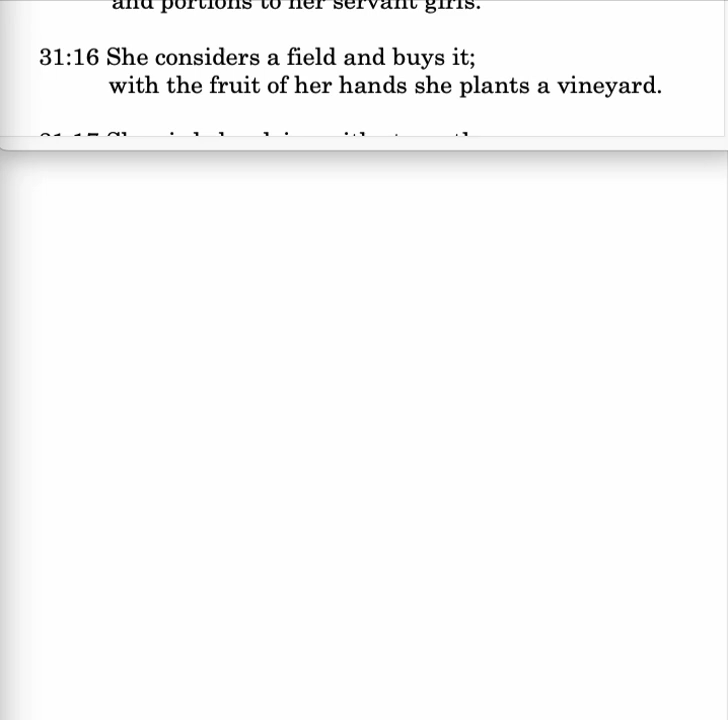 and portions to her servant girls.
31:16 She considers a field and buys it;
with the fruit of her hands she plants a vineyard.